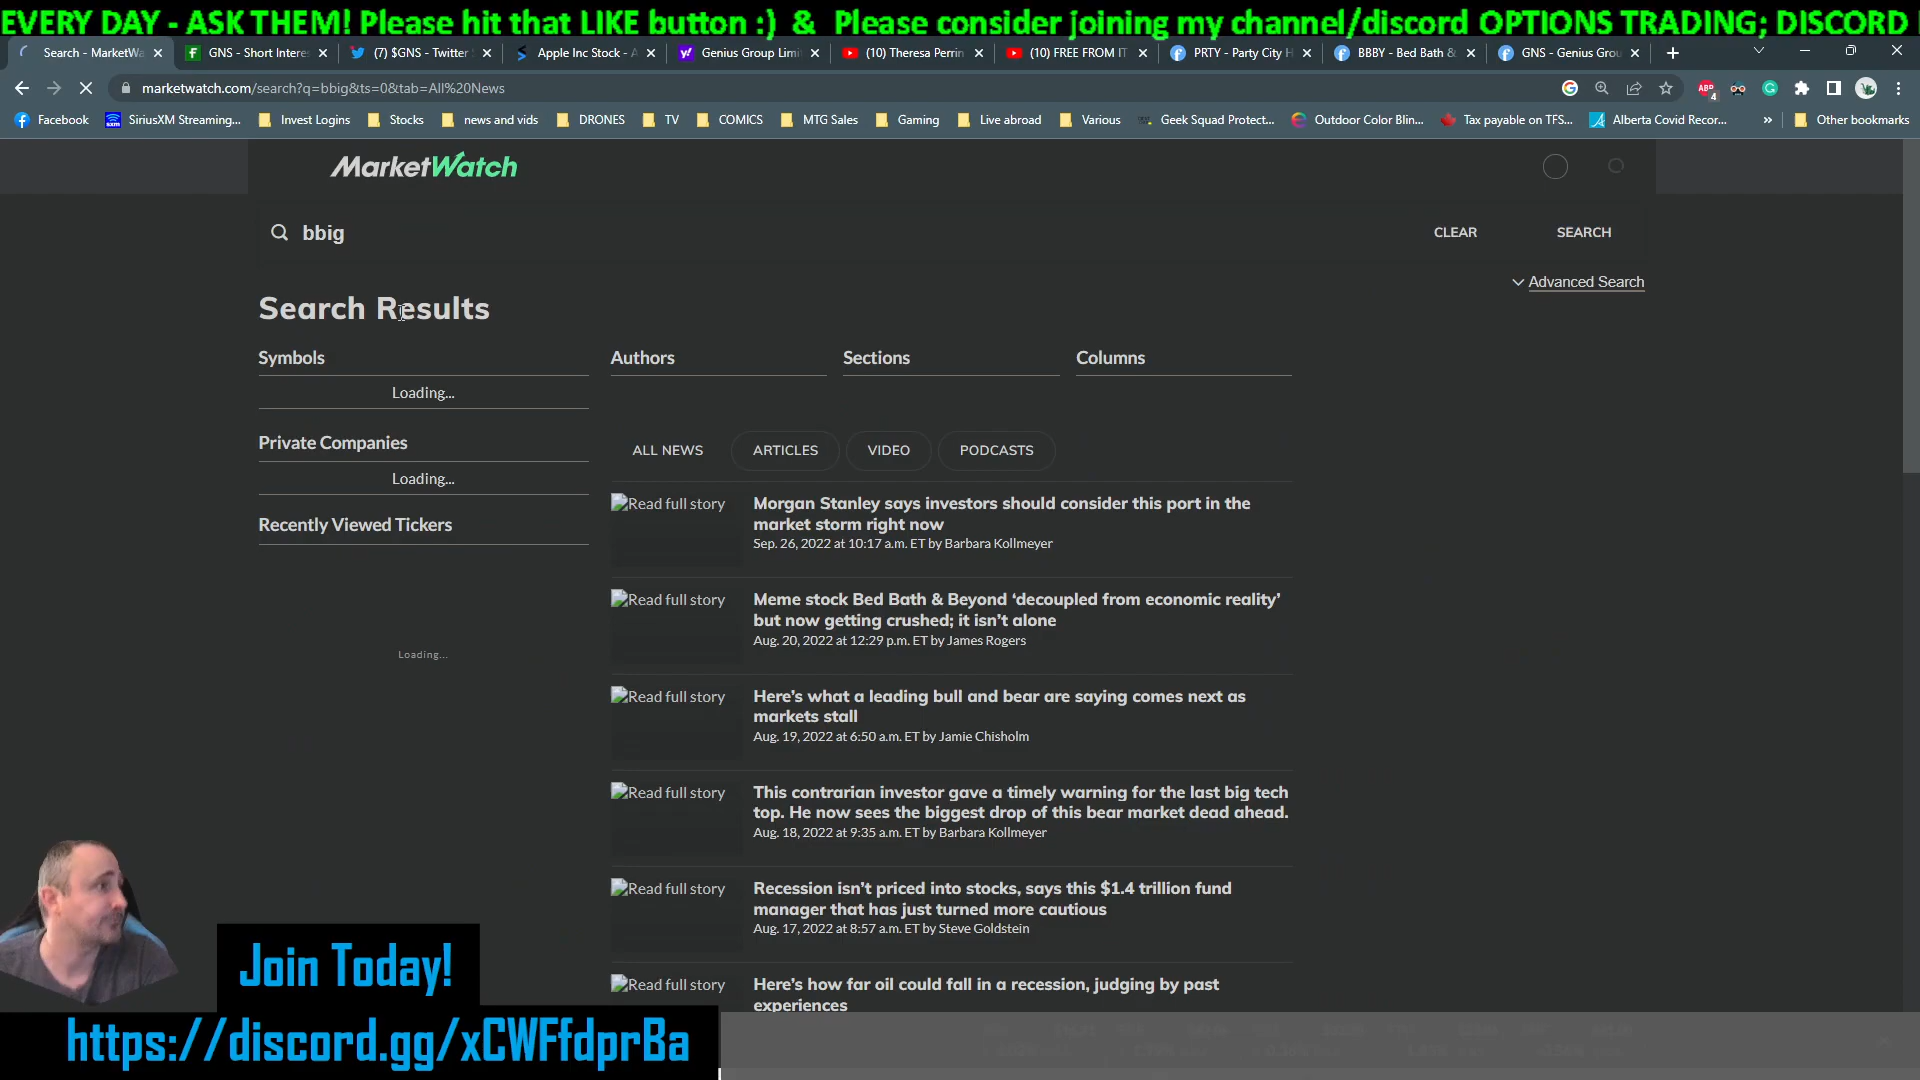 EVERY DAY - ASK THEM! Please hit that LIKE button :) & Please consider joining my channel/discord OPTIONS TRADING; DISCORD
Search - MarketWa
GNS - Short Interes
(7) $GNS - Twitter
Apple Inc Stock - A
Genius Group Limi
(10) Theresa Perrin
(10) FREE FROM IT
PRTY - Party City H
BBBY - Bed Bath &
GNS - Genius Grou
marketwatch.com/search?q=bbig&ts=0&tab=All%20News
ABP
4
Facebook
SiriusXM Streaming...
Invest Logins
Stocks
news and vids
DRONES
TV
COMICS
MTG Sales
Gaming
Live abroad
Various
Geek Squad Protect...
Outdoor Color Blin...
Tax payable on TFS...
Alberta Covid Recor...
»
Other bookmarks
MarketWatch
bbig
CLEAR
SEARCH
Advanced Search
Search Results
Symbols
Authors
Sections
Columns
Loading...
Private Companies
Loading...
Recently Viewed Tickers
Loading...
ALL NEWS
ARTICLES
VIDEO
PODCASTS
Read full story
Morgan Stanley says investors should consider this port in the
market storm right now
Sep. 26, 2022 at 10:17 a.m. ET by Barbara Kollmeyer
Read full story
Meme stock Bed Bath & Beyond ‘decoupled from economic reality’
but now getting crushed; it isn’t alone
Aug. 20, 2022 at 12:29 p.m. ET by James Rogers
Read full story
Here’s what a leading bull and bear are saying comes next as
markets stall
Aug. 19, 2022 at 6:50 a.m. ET by Jamie Chisholm
Read full story
This contrarian investor gave a timely warning for the last big tech
top. He now sees the biggest drop of this bear market dead ahead.
Aug. 18, 2022 at 9:35 a.m. ET by Barbara Kollmeyer
Read full story
Recession isn’t priced into stocks, says this $1.4 trillion fund
manager that has just turned more cautious
Aug. 17, 2022 at 8:57 a.m. ET by Steve Goldstein
Read full story
Here’s how far oil could fall in a recession, judging by past
experiences
Join Today!
https://discord.gg/xCWFfdprBa